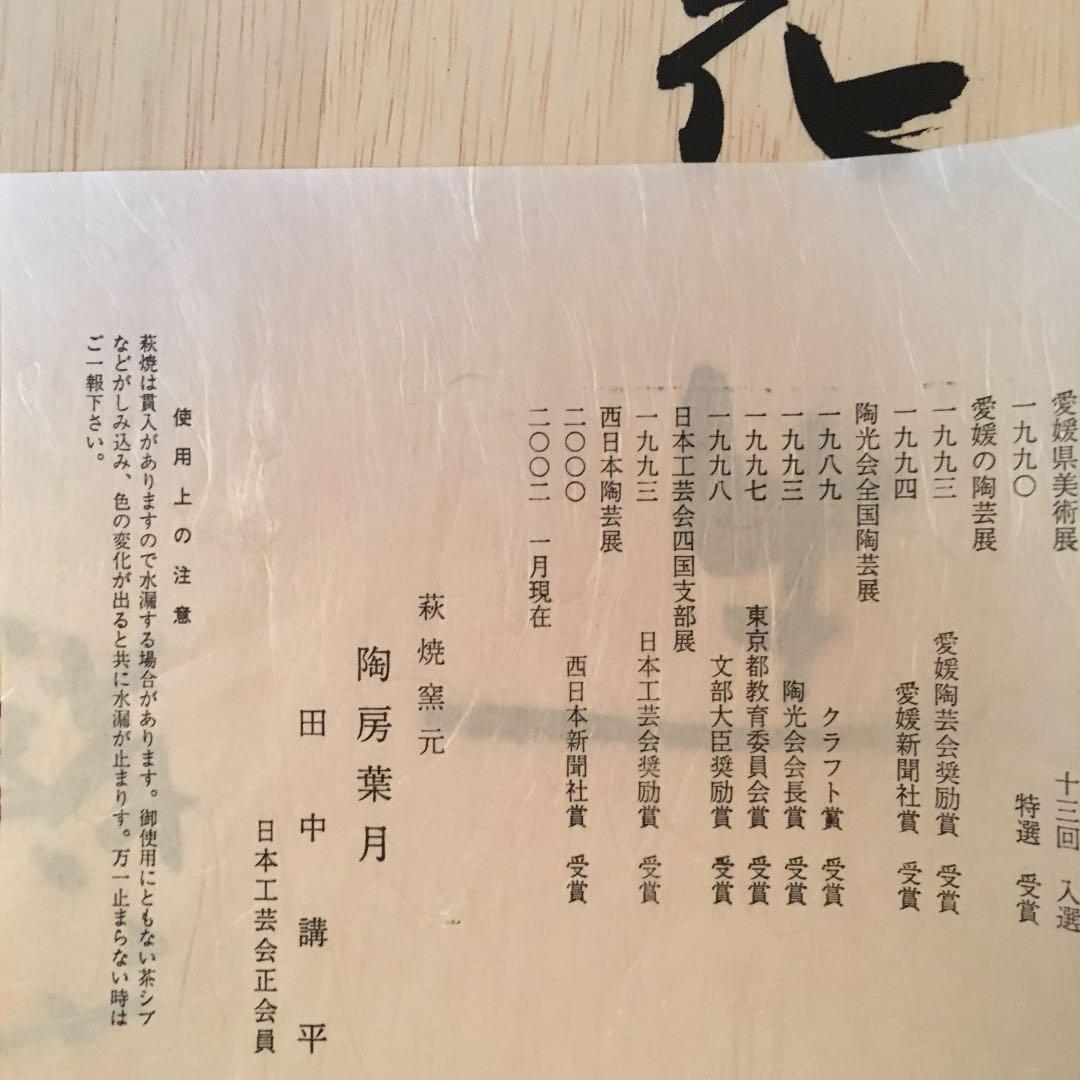 花
愛媛県美術展 十三回 入選
一九九〇 特選 受賞
愛媛の陶芸展
一九九三 愛媛陶芸会奨励賞 受賞
一九九四 愛媛新聞社賞 受賞
陶光会全国陶芸展
一九八九 クラフト賞 受賞
一九九三 陶光会会長賞 受賞
一九九七 東京都教育委員会賞 受賞
一九九八 文部大臣奨励賞 受賞
日本工芸会四国支部展
一九九三 日本工芸会奨励賞 受賞
西日本陶芸展
二〇〇〇 西日本新聞社賞 受賞
二〇〇二 一月現在
萩焼窯元
陶房葉月
田中講平
日本工芸会正会員
使用上の注意
萩焼は貫入がありますので水漏する場合があります。御使用にともない茶シブ
などがしみ込み、色の変化が出ると共に水漏が止まりす。万一止まらない時は
ご一報下さい。